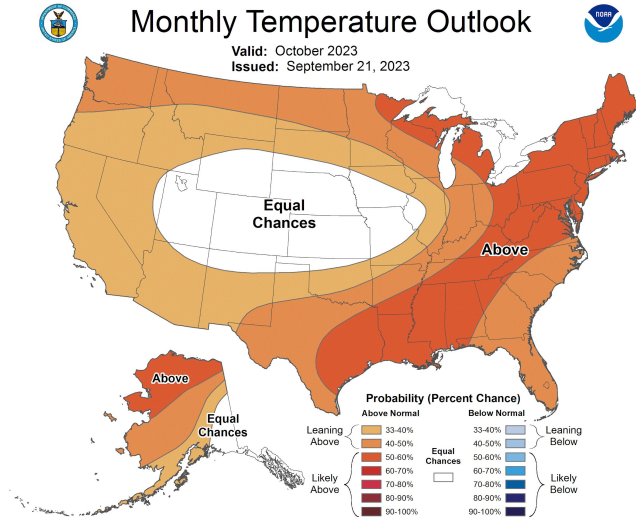 Monthly Temperature Outlook
NOAA
Valid: October 2023
Issued: September 21, 2023
Equal
Chances
Above
Above
Equal
Chances
Probability (Percent Chance)
Above Normal
Below Normal
Leaning
Above
33-40%
40-50%
Likely
Above
50-60%
60-70%
70-80%
80-90%
90-100%
Equal
Chances
33-40%
40-50%
Leaning
Below
50-60%
60-70%
70-80%
80-90%
90-100%
Likely
Below